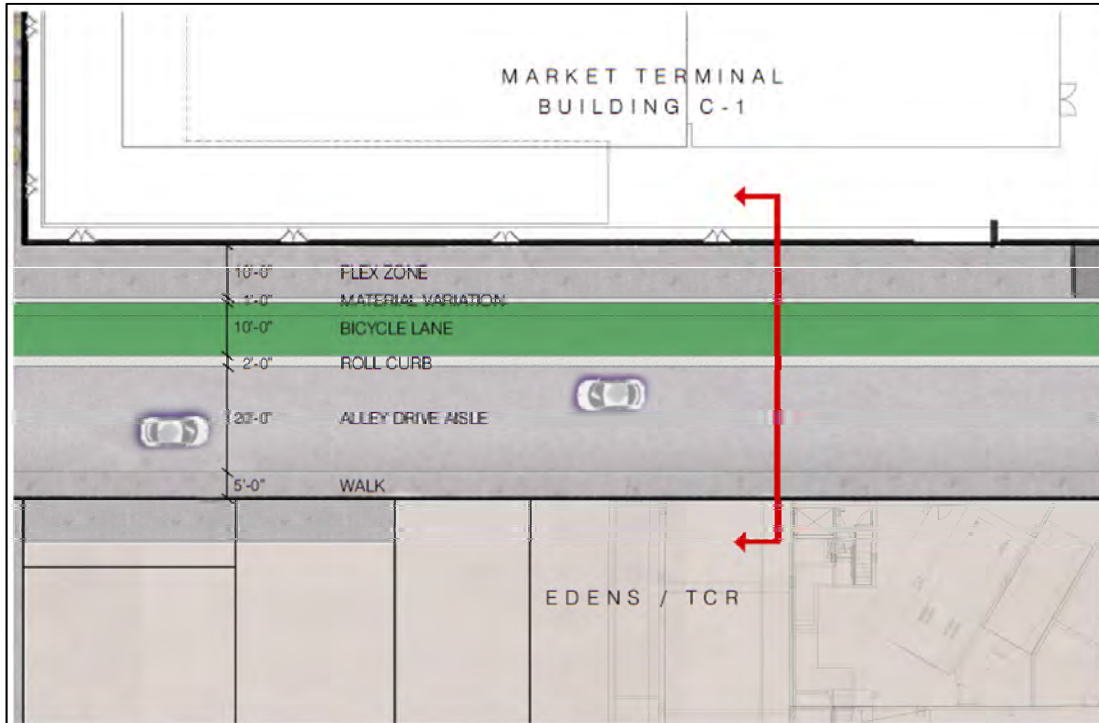 MARKET TERMINAL
BUILDING C-1
10'-0" FLEX ZONE
1'-0" MATERIAL VARIATION
10'-0" BICYCLE LANE
2'-0" ROLL CURB
20'-0" ALLEY DRIVE AISLE
5'-0" WALK
EDENS / TCR